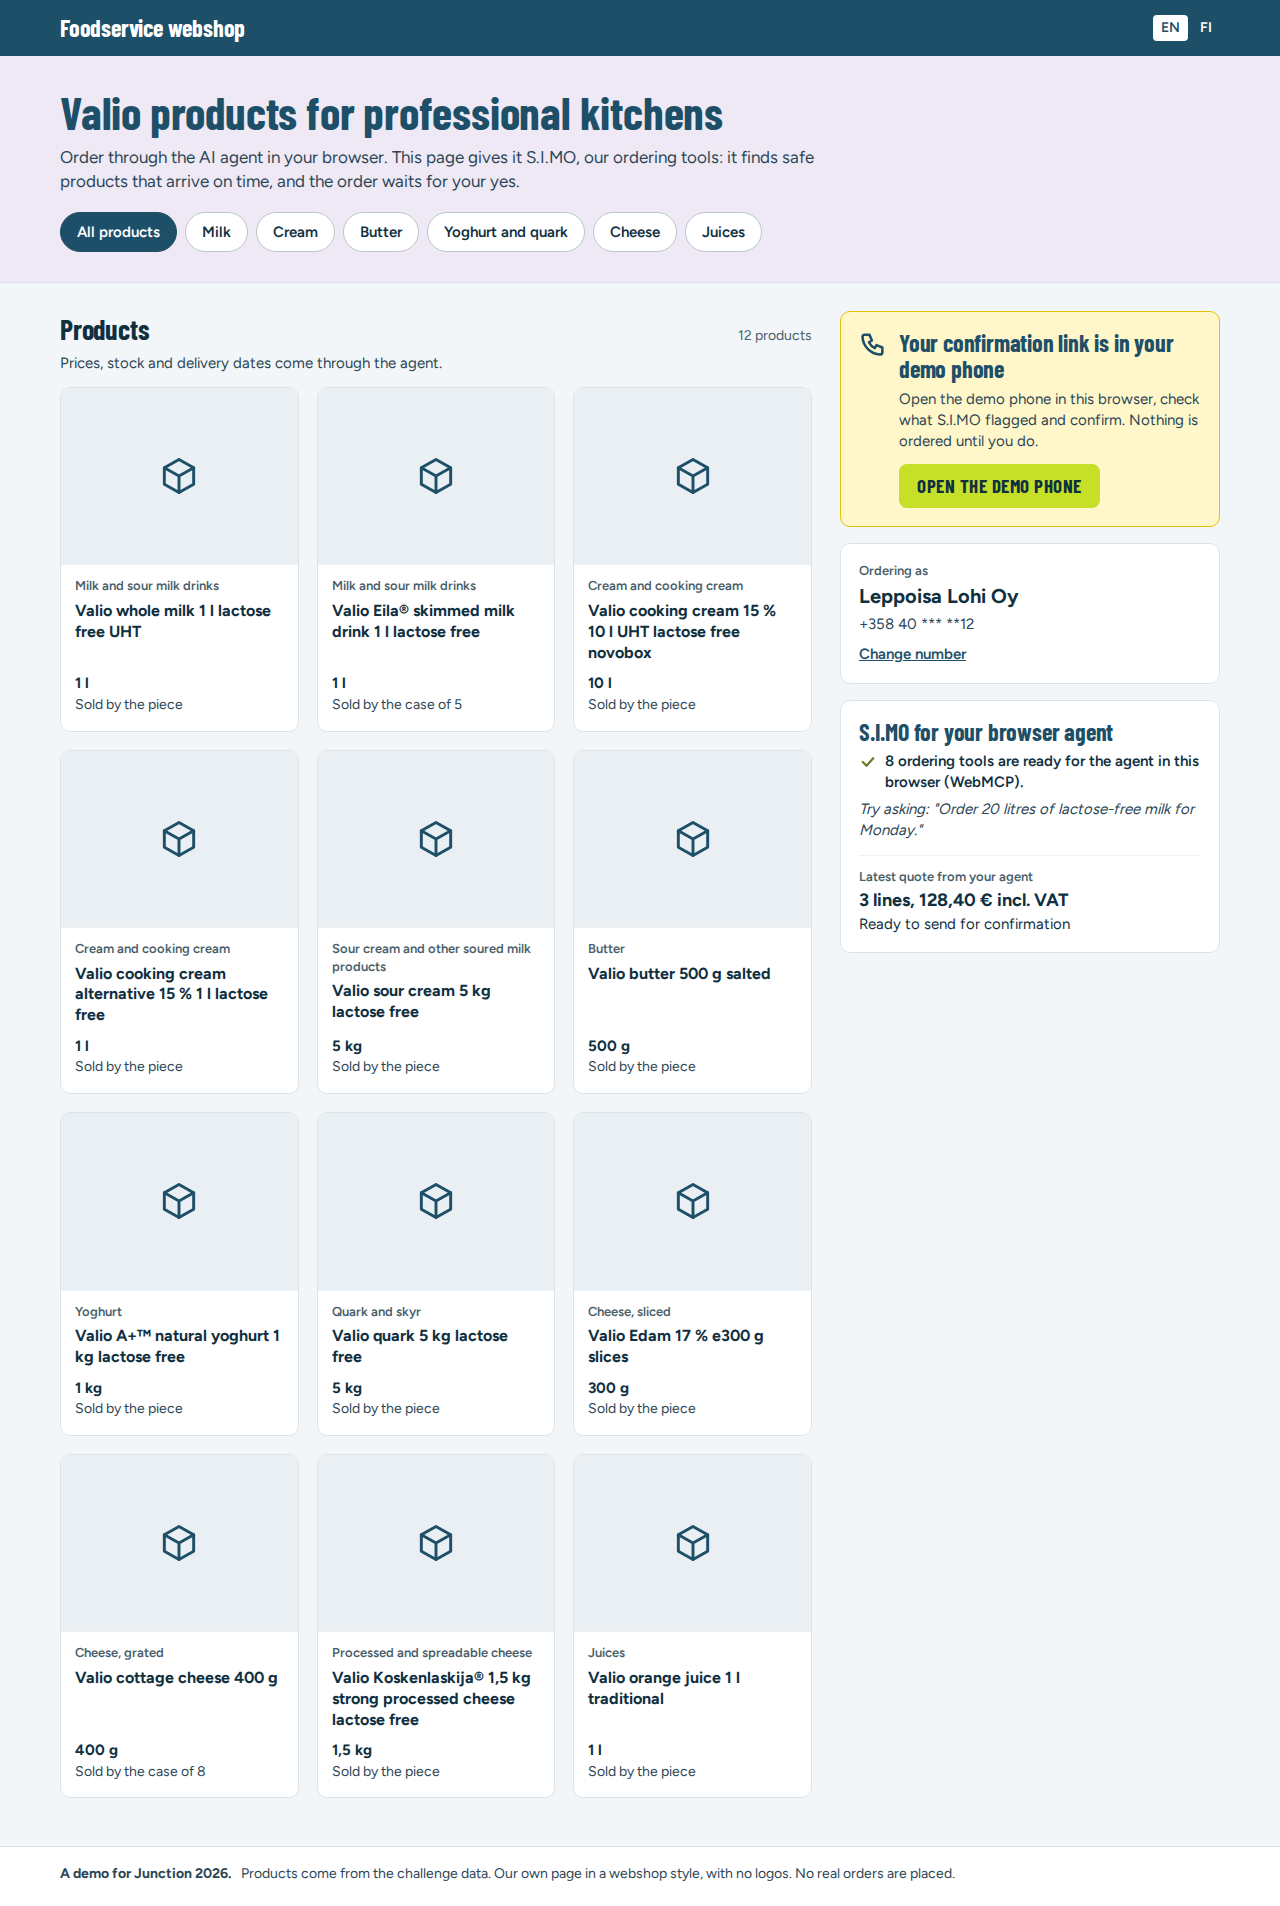 Foodservice webshop
EN
FI
Valio products for professional kitchens
Order through the AI agent in your browser. This page gives it S.I.MO, our ordering tools: it finds safe
products that arrive on time, and the order waits for your yes.
All products
Milk
Cream
Butter
Yoghurt and quark
Cheese
Juices
Products
12 products
Prices, stock and delivery dates come through the agent.
Milk and sour milk drinks
Valio whole milk 1 l lactose
free UHT
1 l
Sold by the piece
Milk and sour milk drinks
Valio Eila® skimmed milk
drink 1 l lactose free
1 l
Sold by the case of 5
Cream and cooking cream
Valio cooking cream 15 %
10 l UHT lactose free
novobox
10 l
Sold by the piece
Cream and cooking cream
Valio cooking cream
alternative 15 % 1 l lactose
free
1 l
Sold by the piece
Sour cream and other soured milk
products
Valio sour cream 5 kg
lactose free
5 kg
Sold by the piece
Butter
Valio butter 500 g salted
500 g
Sold by the piece
Yoghurt
Valio A+™ natural yoghurt 1
kg lactose free
1 kg
Sold by the piece
Quark and skyr
Valio quark 5 kg lactose
free
5 kg
Sold by the piece
Cheese, sliced
Valio Edam 17 % e300 g
slices
300 g
Sold by the piece
Cheese, grated
Valio cottage cheese 400 g
400 g
Sold by the case of 8
Processed and spreadable cheese
Valio Koskenlaskija® 1,5 kg
strong processed cheese
lactose free
1,5 kg
Sold by the piece
Juices
Valio orange juice 1 l
traditional
1 l
Sold by the piece
Your confirmation link is in your
demo phone
Open the demo phone in this browser, check
what S.I.MO flagged and confirm. Nothing is
ordered until you do.
OPEN THE DEMO PHONE
Ordering as
Leppoisa Lohi Oy
+358 40 *** **12
Change number
S.I.MO for your browser agent
8 ordering tools are ready for the agent in this
browser (WebMCP).
Try asking: "Order 20 litres of lactose-free milk for
Monday."
Latest quote from your agent
3 lines, 128,40 € incl. VAT
Ready to send for confirmation
A demo for Junction 2026. Products come from the challenge data. Our own page in a webshop style, with no logos. No real orders are placed.